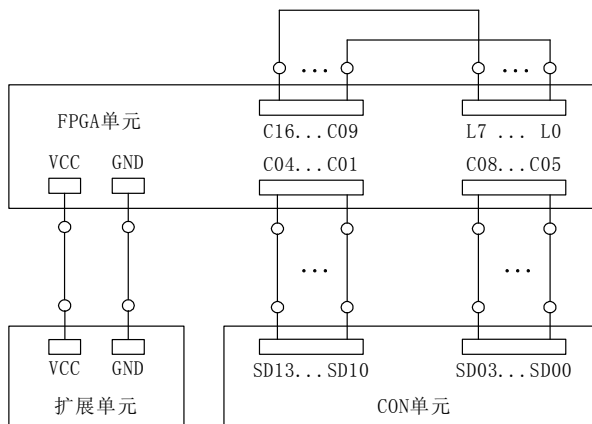 FPGA单元
C16...C09
L7 ... L0
VCC
GND
C04...C01
C08...C05
VCC
GND
SD13...SD10
SD03...SD00
扩展单元
CON单元